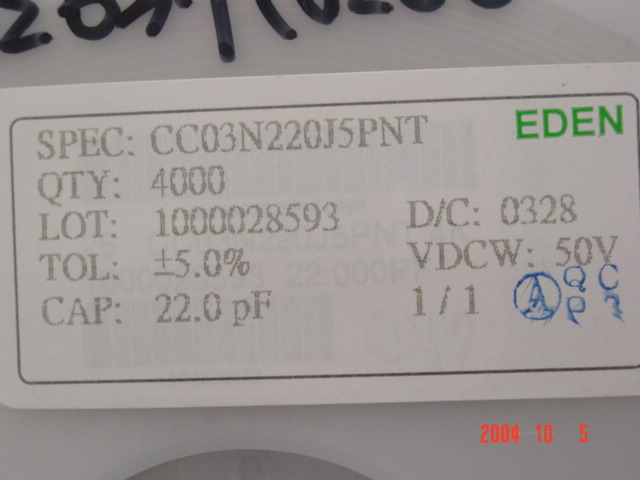 SPEC: CC03N220J5PNT EDEN
QTY: 4000
LOT: 1000028593 D/C: 0328
TOL: ±5.0% VDCW: 50V
CAP: 22.0 pF 1 / 1 A QC
2004 10 5